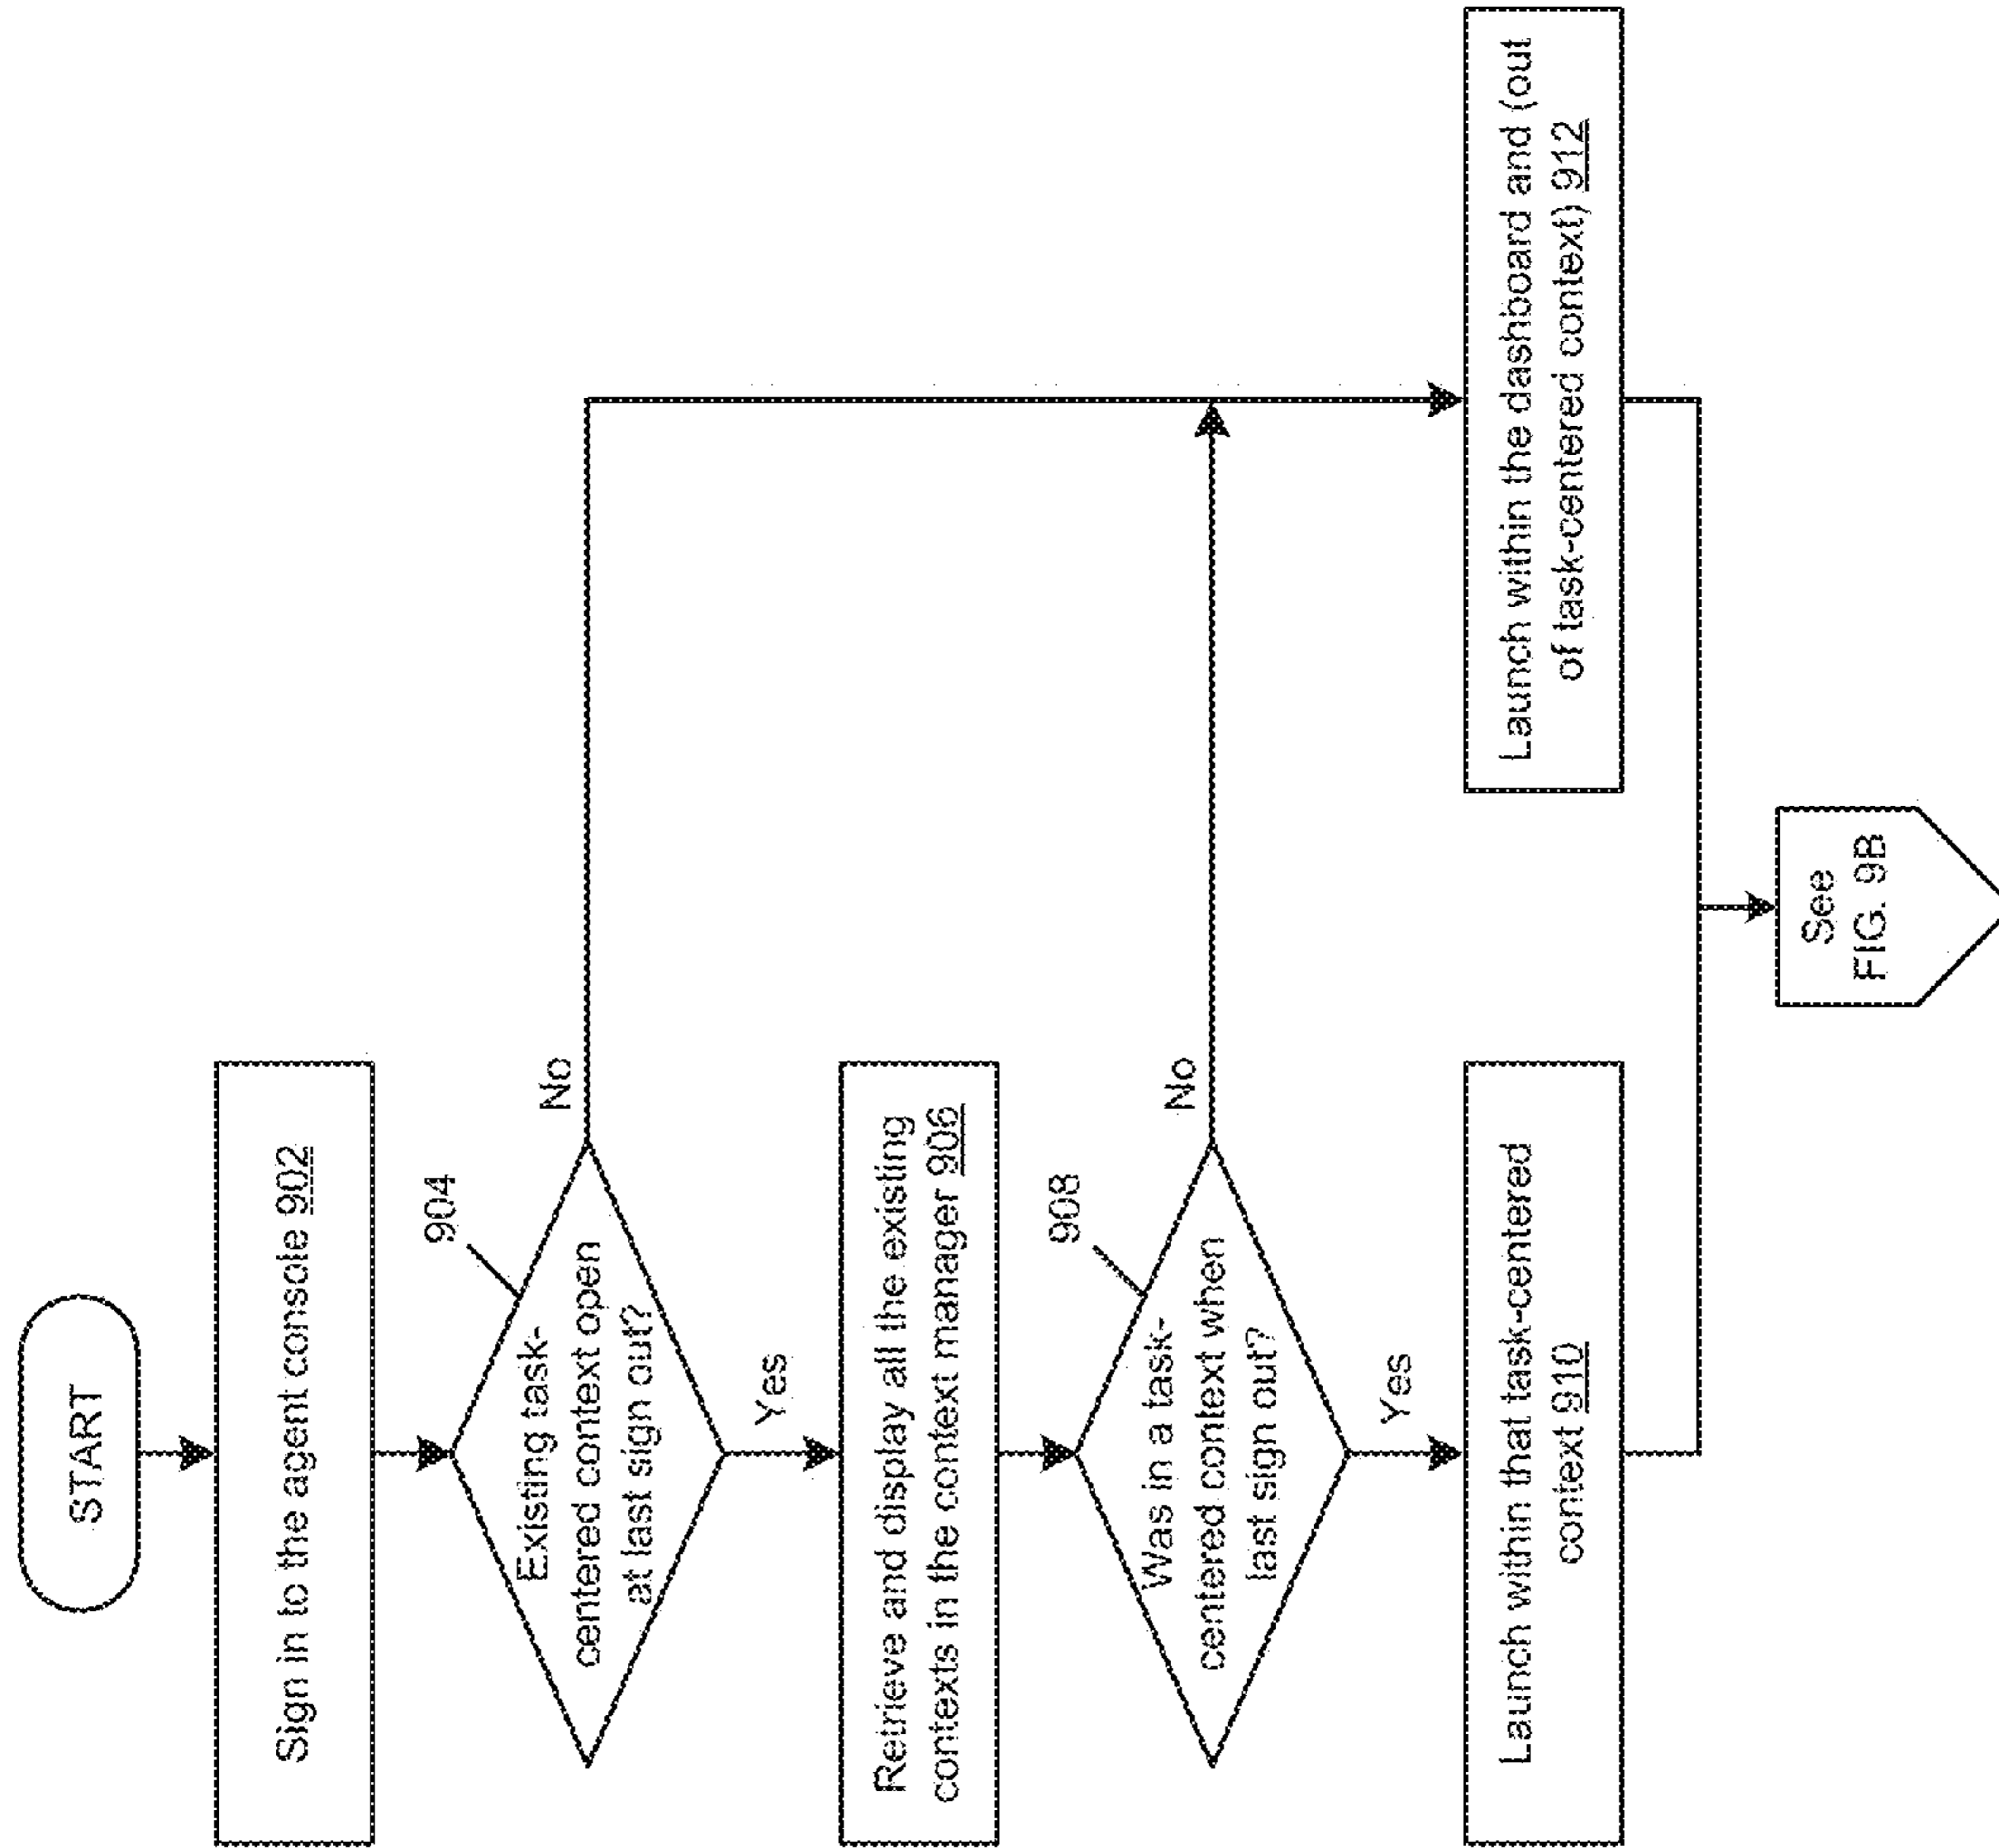 START
Sign in to the agent console 902
904
Existing task-
centered context open
at last sign out?
No
Yes
Retrieve and display all the existing
contexts in the context manager 906
908
Was in a task-
centered context when
last sign out?
No
Yes
Launch within that task-centered
context 910
Launch within the dashboard and (out
of task-centered context) 912
See
FIG. 9B